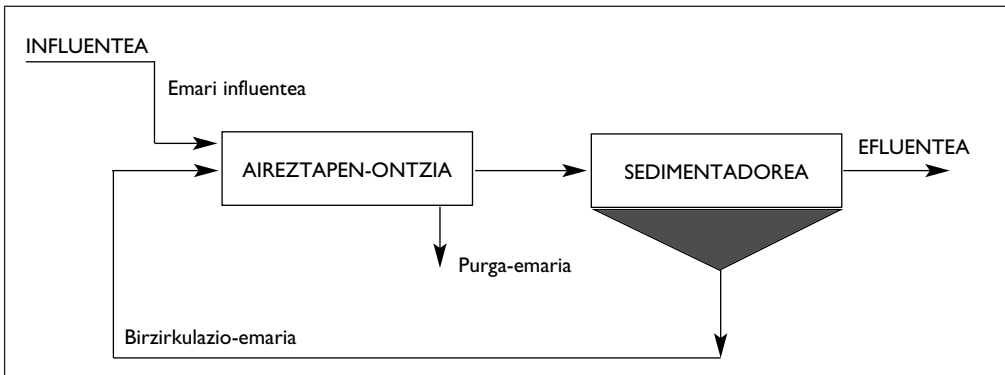 INFLUENTEA
Emari influentea
AIREZTAPEN-ONTZIA
SEDIMENTADOREA
EFLUENTEA
Purga-emaria
Birzirkulazio-emaria